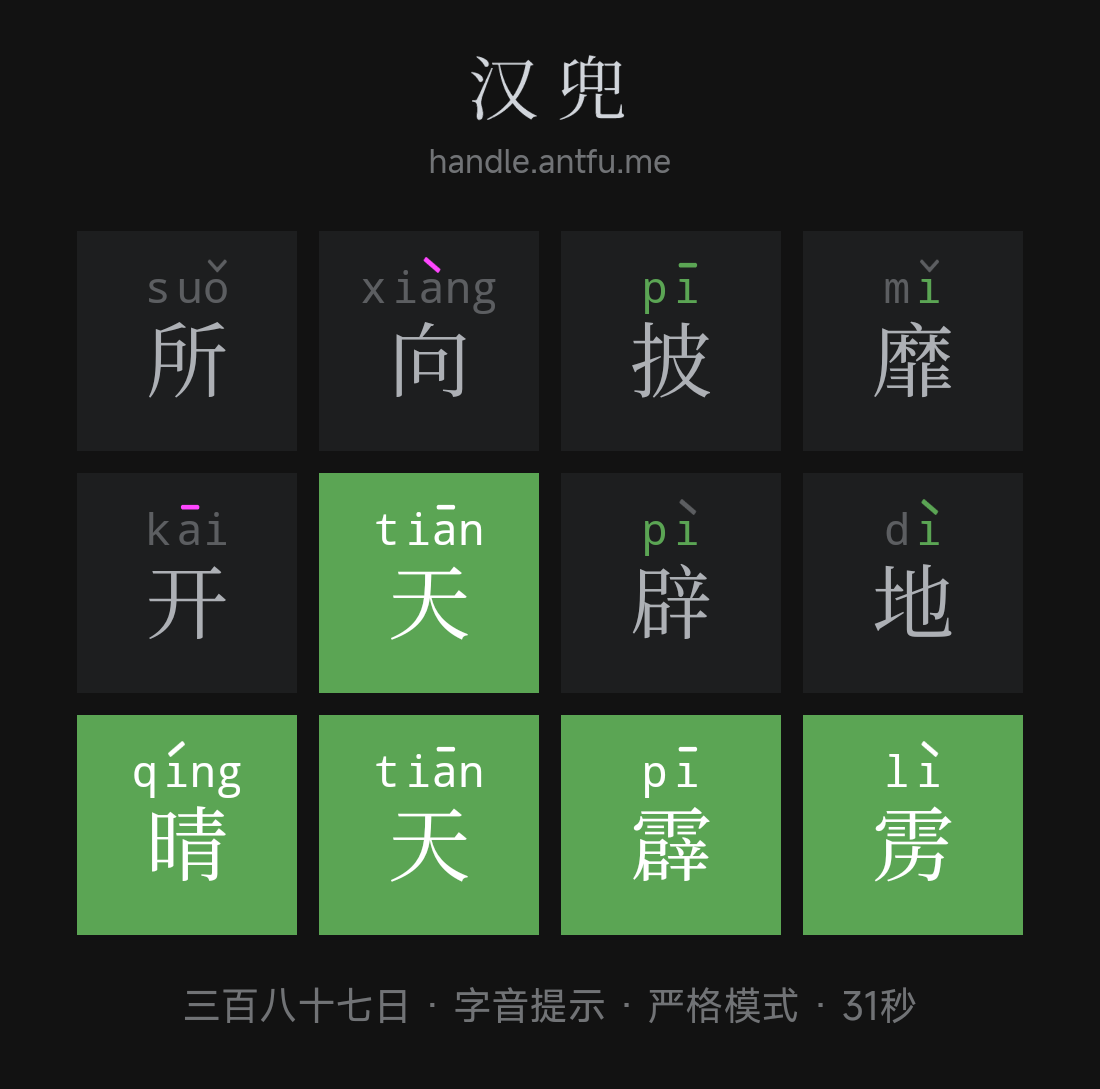 汉兜
handle.antfu.me
suǒ xiàng pī mǐ
所 向 披 靡
kāi tiān pì dì
开 天 辟 地
qíng tiān pī lì
晴 天 霹 雳
三百八十七日 · 字音提示 · 严格模式 · 31秒